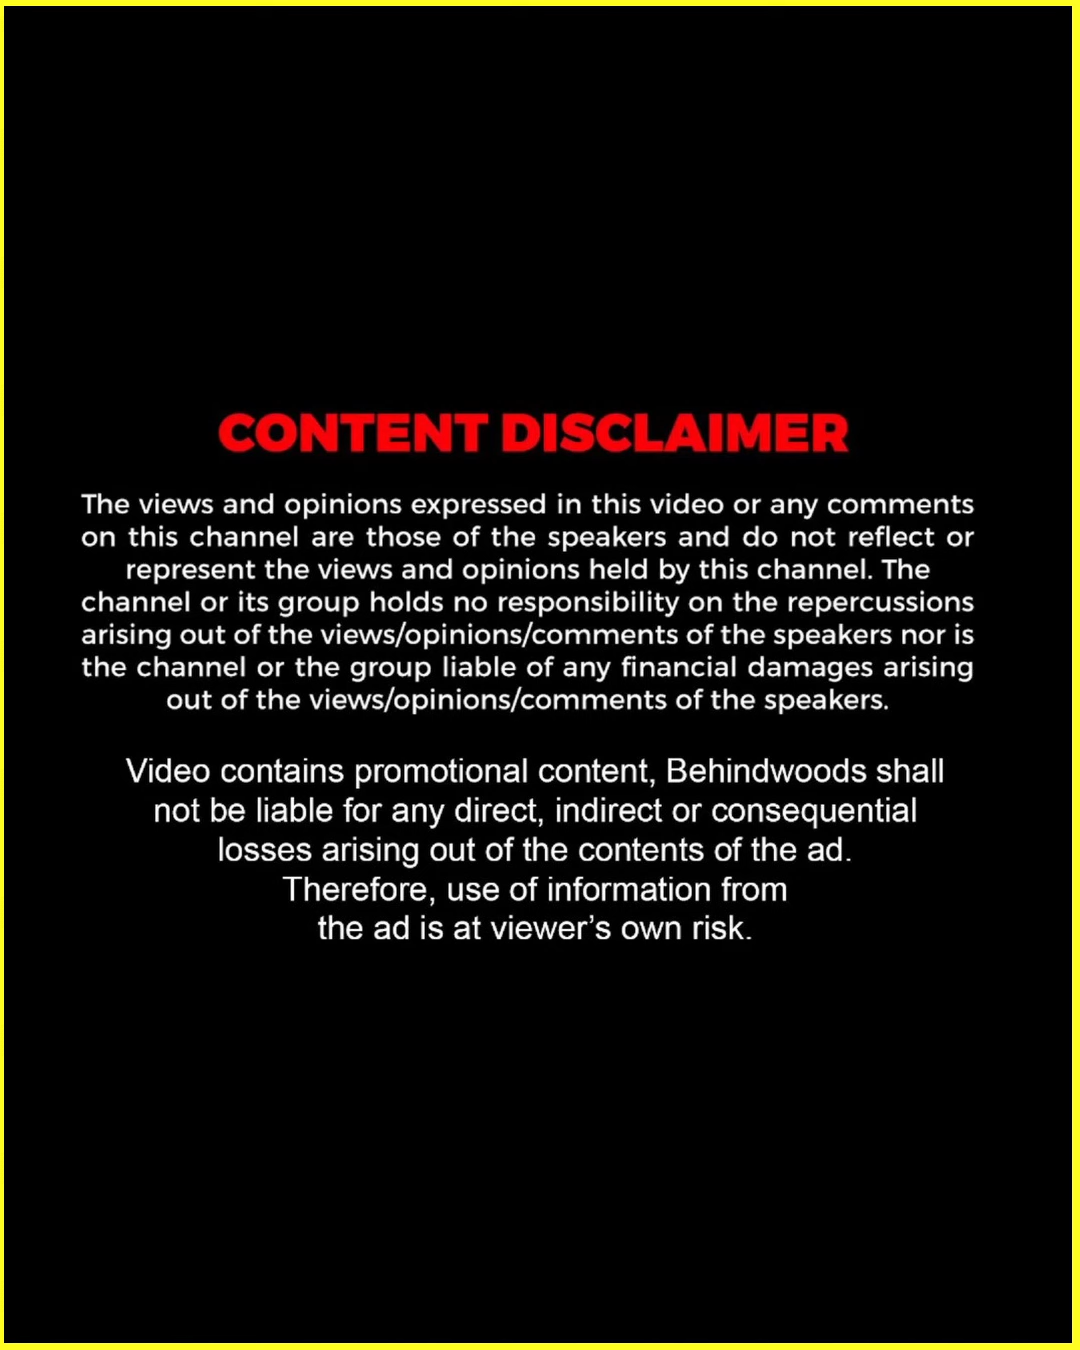 CONTENT DISCLAIMER
The views and opinions expressed in this video or any comments
on this channel are those of the speakers and do not reflect or
represent the views and opinions held by this channel. The
channel or its group holds no responsibility on the repercussions
arising out of the views/opinions/comments of the speakers nor is
the channel or the group liable of any financial damages arising
out of the views/opinions/comments of the speakers.
Video contains promotional content, Behindwoods shall
not be liable for any direct, indirect or consequential
losses arising out of the contents of the ad.
Therefore, use of information from
the ad is at viewer’s own risk.